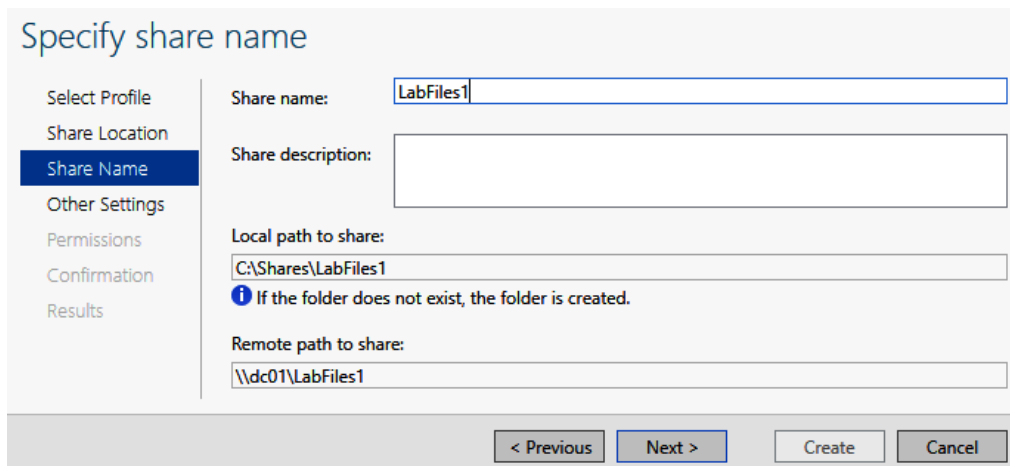 Specify share name
Select Profile
Share Location
Share Name
Other Settings
Permissions
Confirmation
Results
Share name:
LabFiles1
Share description:
Local path to share:
C:\Shares\LabFiles1
If the folder does not exist, the folder is created.
Remote path to share:
\\dc01\LabFiles1
< Previous
Next >
Create
Cancel